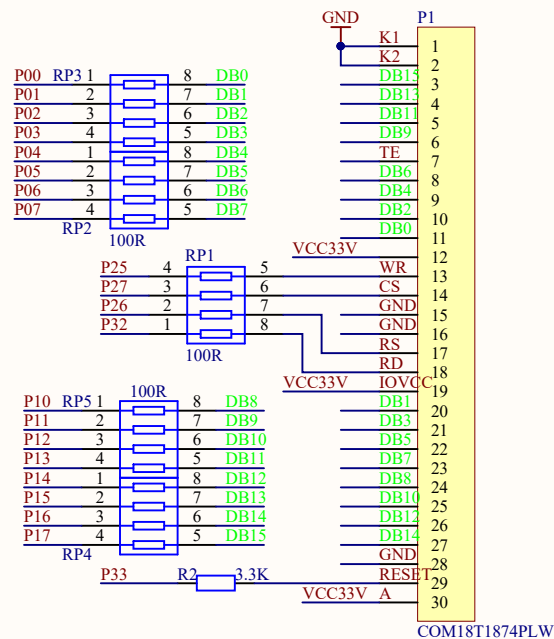 GND P1
K1 1
K2 2
P00 RP3 1 8 DB0 DB15 3
P01 2 7 DB1 DB13 4
P02 3 6 DB2 DB11 5
P03 4 5 DB3 DB9 6
P04 1 8 DB4 TE 7
P05 2 7 DB5 DB6 8
P06 3 6 DB6 DB4 9
P07 4 5 DB7 DB2 10
RP2 DB0 11
100R
VCC33V 12
RP1
P25 4 5 WR 13
P27 3 6 CS 14
P26 2 7 GND 15
P32 1 8 GND 16
100R RS 17
RD 18
VCC33V IOVCC 19
100R
P10 RP5 1 8 DB8 DB1 20
P11 2 7 DB9 DB3 21
P12 3 6 DB10 DB5 22
P13 4 5 DB11 DB7 23
P14 1 8 DB12 DB8 24
P15 2 7 DB13 DB10 25
P16 3 6 DB14 DB12 26
P17 4 5 DB15 DB14 27
RP4 GND 28
P33 R2 3.3K RESET 29
VCC33V A 30
COM18T1874PLW